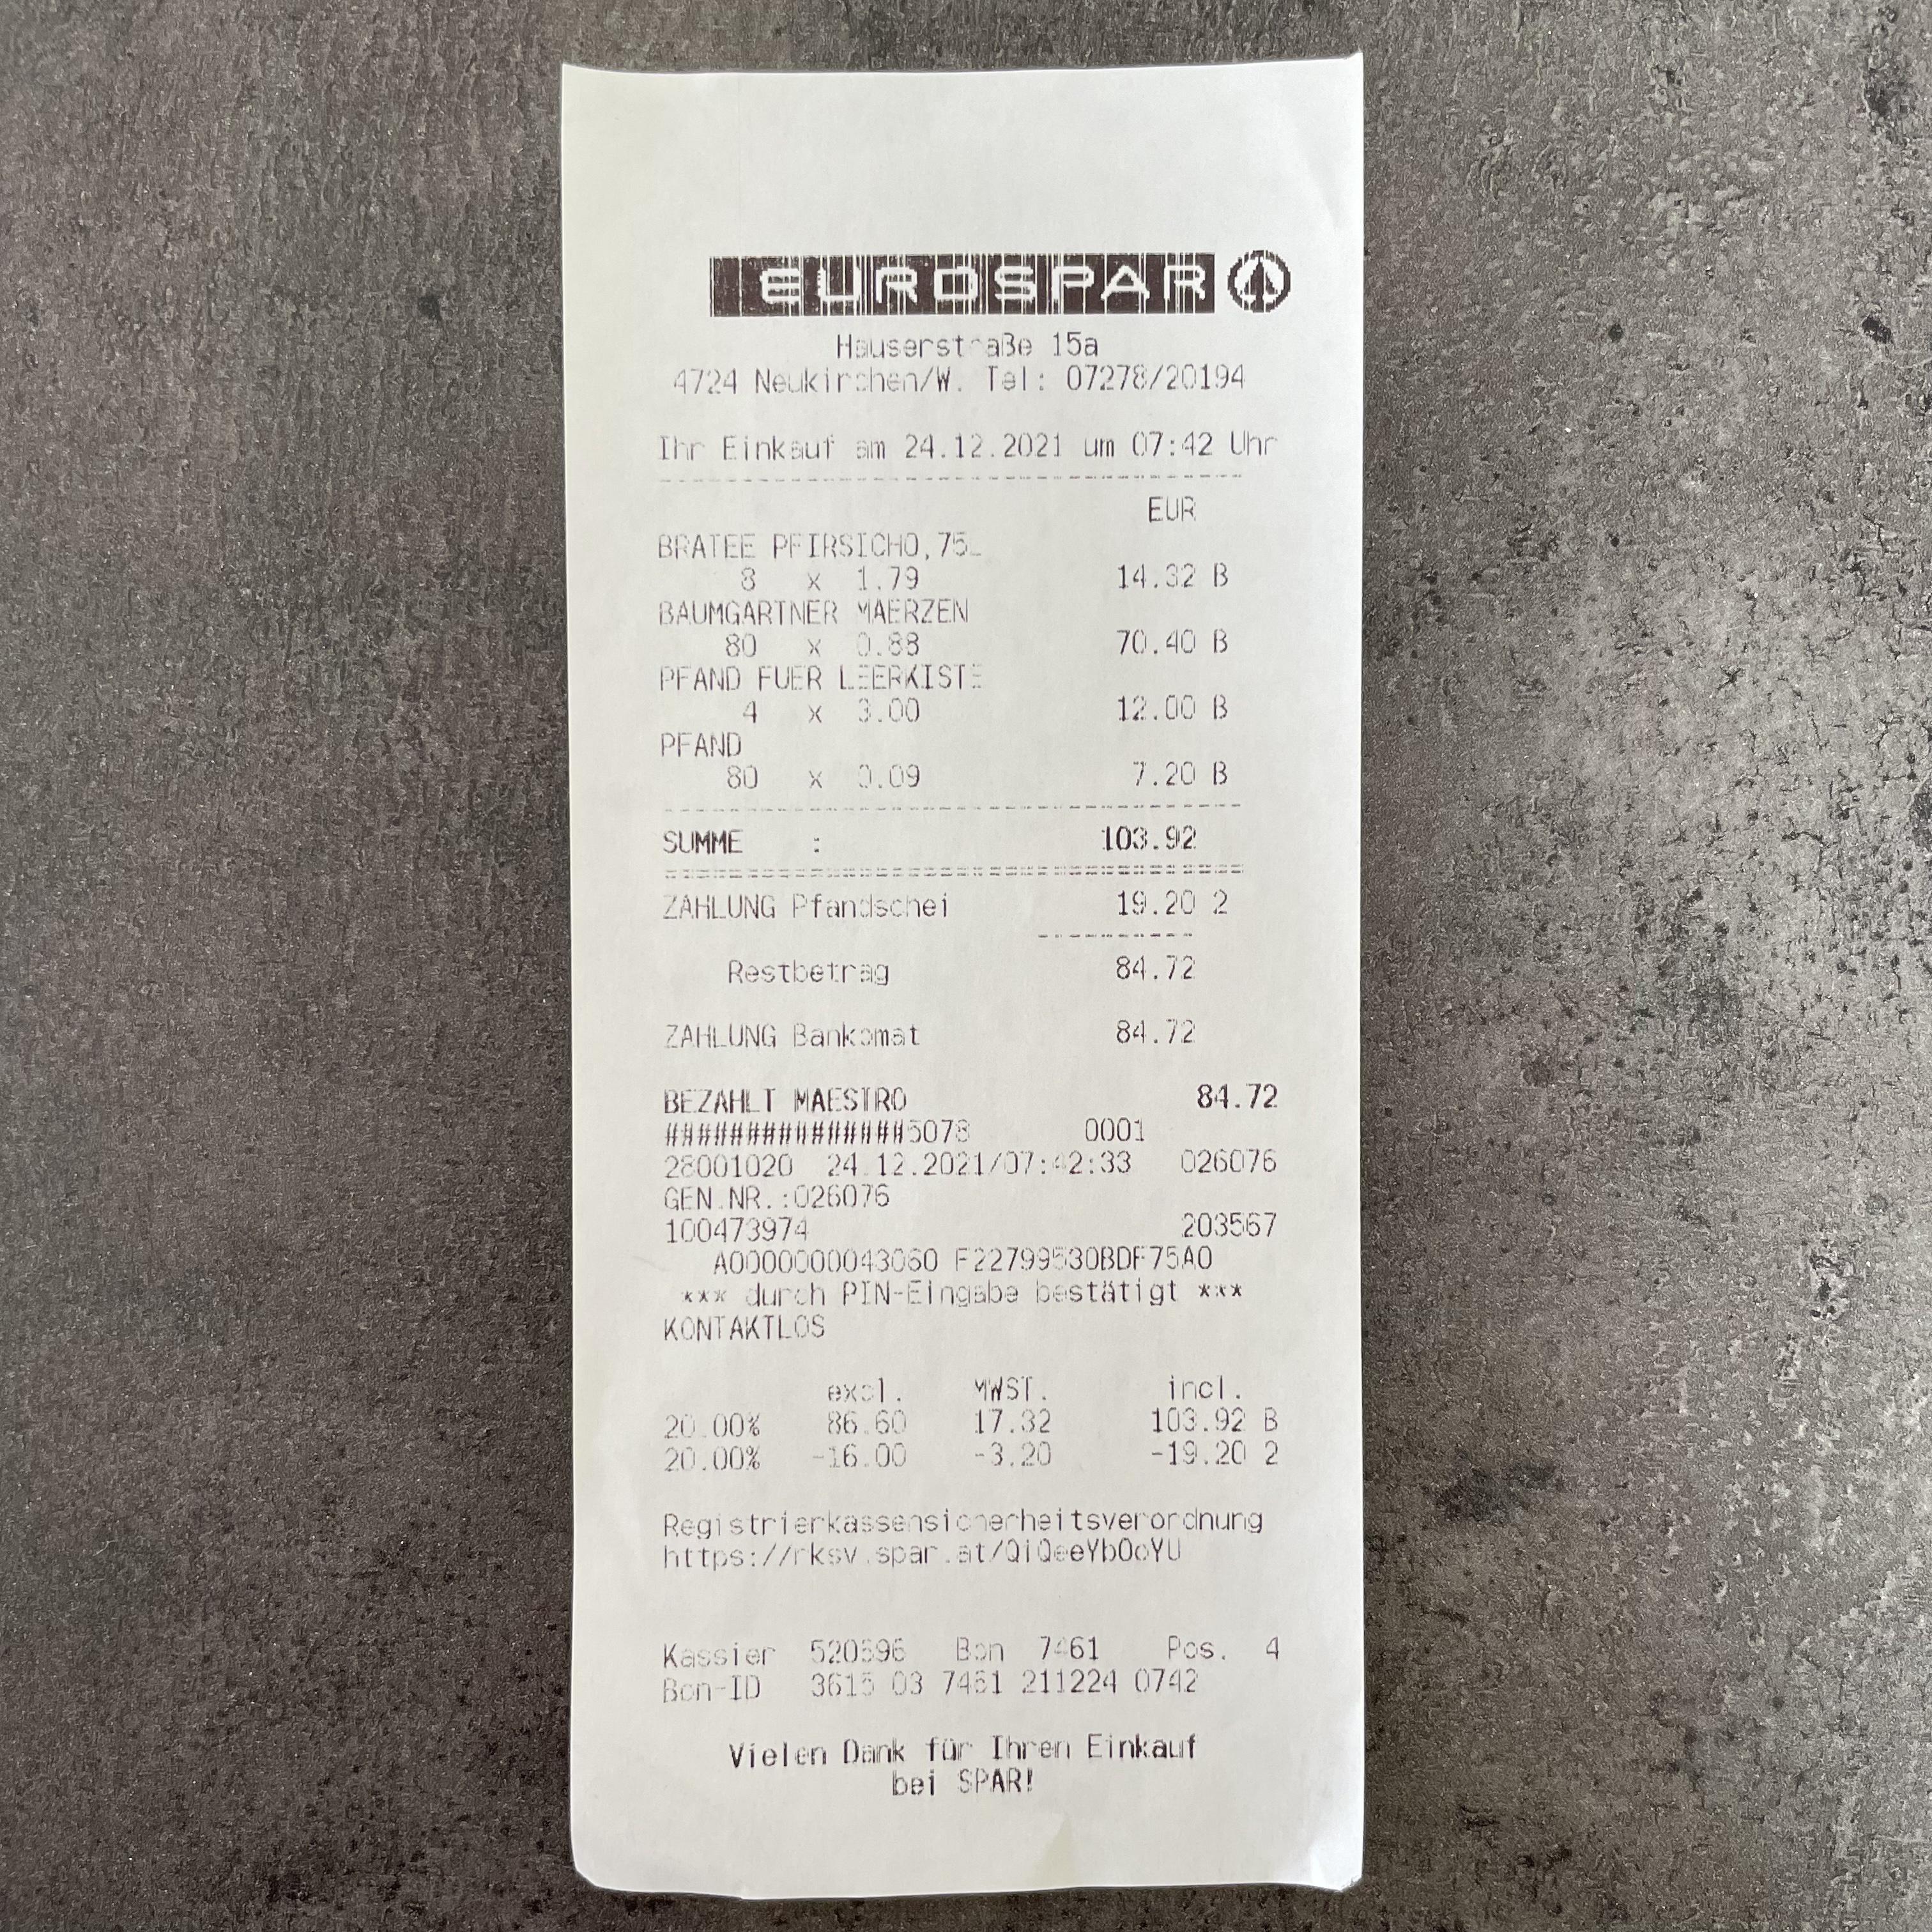 EUROSPAR
Hauserstraße 15a
4724 Neukirchen/W. Tel: 07278/20194
Ihr Einkauf am 24.12.2021 um 07:42 Uhr
EUR
BRATEE PFIRSICH0,75L
8 x 1.79 14.32 B
BAUMGARTNER MAERZEN
80 x 0.88 70.40 B
PFAND FUER LEERKISTE
4 x 3.00 12.00 B
PFAND
80 x 0.09 7.20 B
SUMME : 103.92
ZAHLUNG Pfandschei 19.20 2
Restbetrag 84.72
ZAHLUNG Bankomat 84.72
BEZAHLT MAESTRO 84.72
###############5078 0001
28001020 24.12.2021/07:42:33 026076
GEN.NR.:026076
100473974 203567
A0000000043060 F22799530BDF75A0
*** durch PIN-Eingabe bestätigt ***
KONTAKTLOS
excl. MWST. incl.
20.00% 86.60 17.32 103.92 B
20.00% -16.00 -3.20 -19.20 2
Registrierkassensicherheitsverordnung
https://rksv.spar.at/QiQeeYbOoYU
Kassier Bon 7461 Pos. 4
Bon-ID 3615 03 7461 211224 0742
Vielen Dank für Ihren Einkauf
bei SPAR!